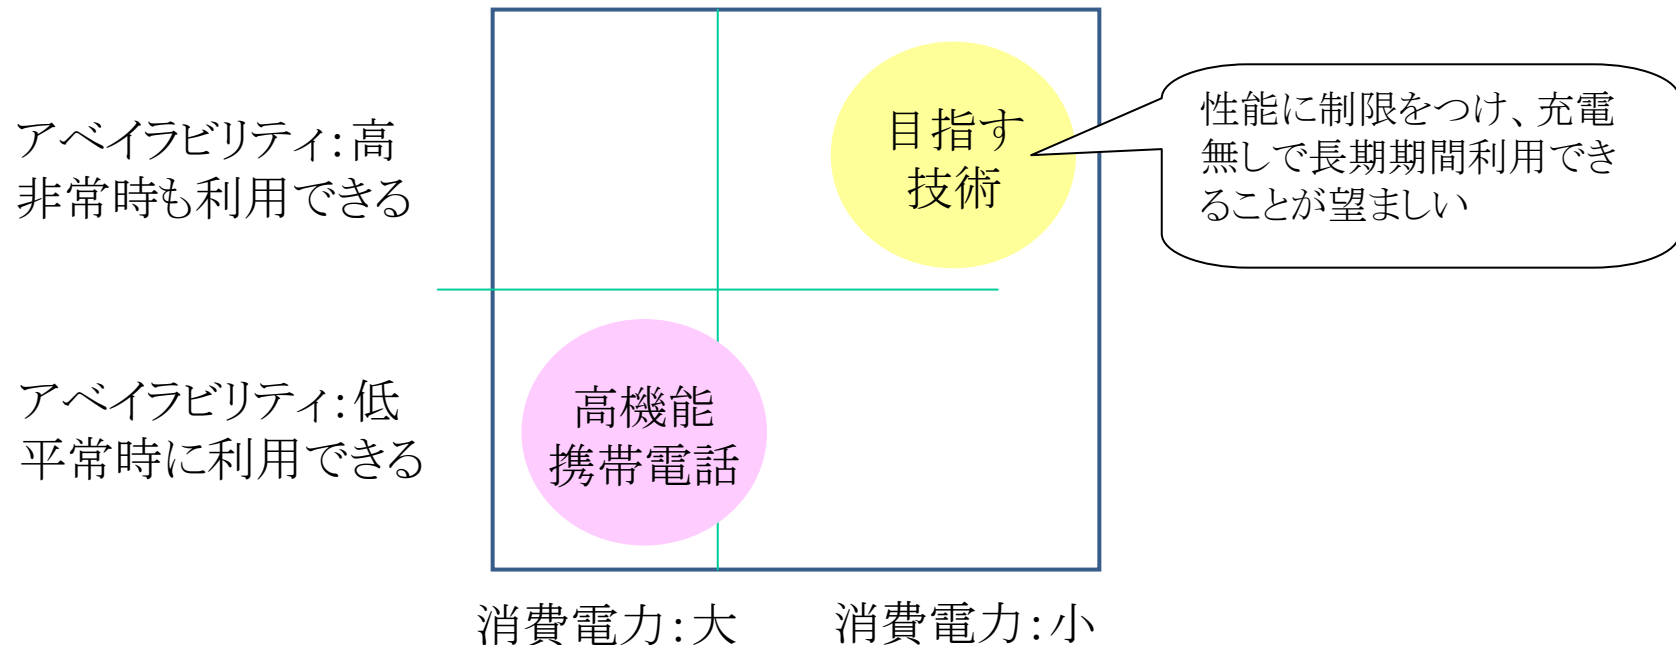 アベイラビリティ:高
非常時も利用できる
目指す
技術
性能に制限をつけ、充電
無しで長期期間利用でき
ることが望ましい
アベイラビリティ:低
平常時に利用できる
高機能
携帯電話
消費電力:大
消費電力:小